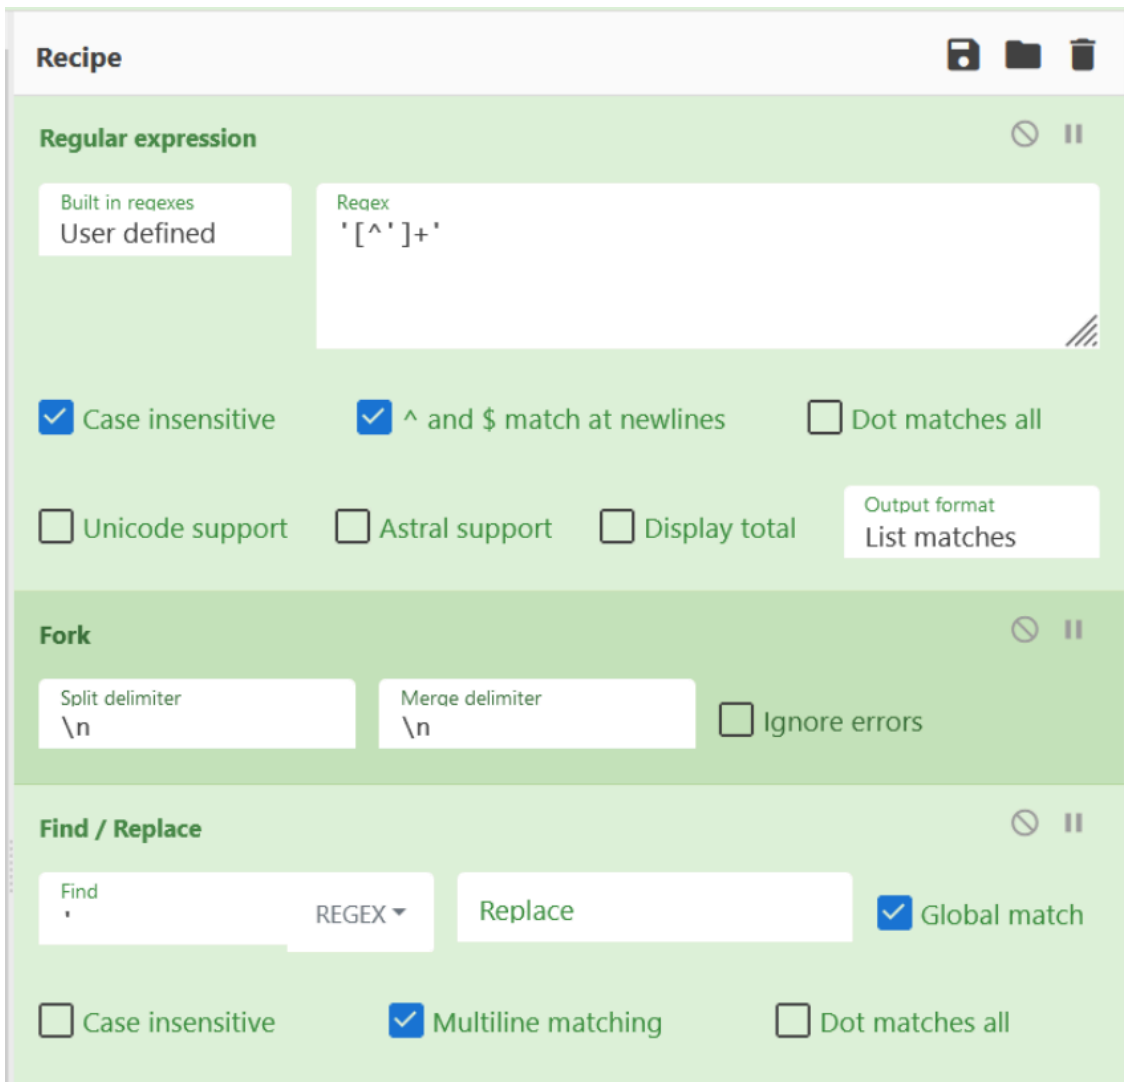 Recipe
Regular expression
Built in regexes
User defined
Regex
'[^']+'
Case insensitive
^ and $ match at newlines
Dot matches all
Unicode support
Astral support
Display total
Output format
List matches
Fork
Split delimiter
\n
Merge delimiter
\n
Ignore errors
Find / Replace
Find
'
REGEX
Replace
Global match
Case insensitive
Multiline matching
Dot matches all